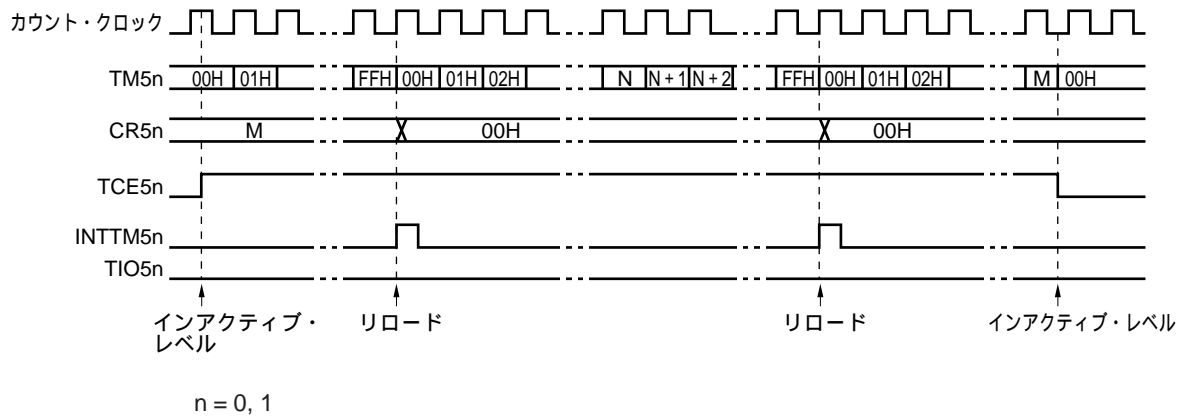 カウント・クロック
TM5n 00H 01H FFH 00H 01H 02H N N + 1 N + 2 FFH 00H 01H 02H M 00H
CR5n M 00H 00H
TCE5n
INTTM5n
TIO5n
インアクティブ・レベル リロード リロード インアクティブ・レベル
n = 0, 1